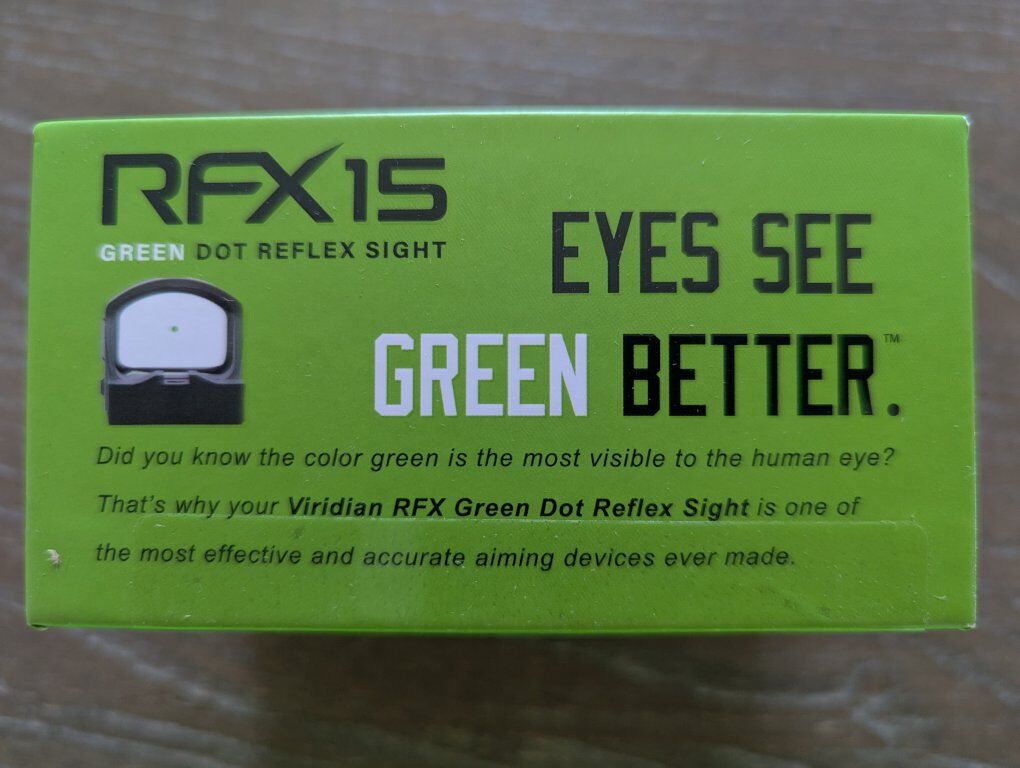 RFX15
GREEN DOT REFLEX SIGHT
EYES SEE
GREEN BETTER.™
Did you know the color green is the most visible to the human eye?
That's why your Viridian RFX Green Dot Reflex Sight is one of
the most effective and accurate aiming devices ever made.